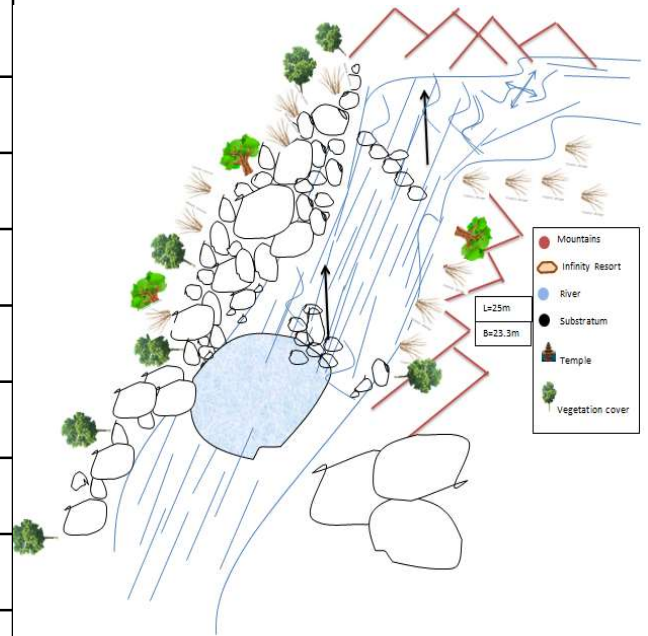 Mountains
Infinity Resort
River
L=25m
Substratum
B=23.3m
Temple
Vegetation cover